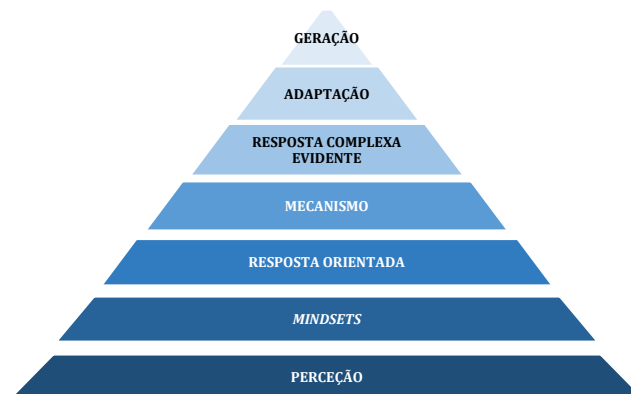 GERAÇÃO
ADAPTAÇÃO
RESPOSTA COMPLEXA
EVIDENTE
MECANISMO
RESPOSTA ORIENTADA
MINDSETS
PERCEÇÃO